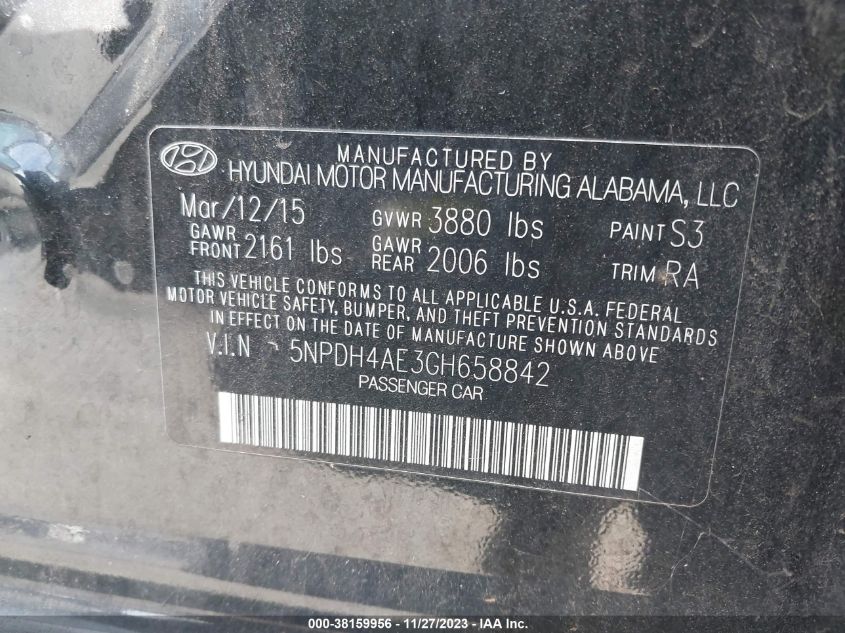 MANUFACTURED BY
HYUNDAI MOTOR MANUFACTURING ALABAMA, LLC
Mar/12/15 GVWR 3880 lbs PAINT S3
GAWR FRONT 2161 lbs GAWR REAR 2006 lbs TRIM RA
THIS VEHICLE CONFORMS TO ALL APPLICABLE U.S.A. FEDERAL
MOTOR VEHICLE SAFETY, BUMPER, AND THEFT PREVENTION STANDARDS
IN EFFECT ON THE DATE OF MANUFACTURE SHOWN ABOVE
V.I.N : 5NPDH4AE3GH658842
PASSENGER CAR
000-38159956 - 11/27/2023 - IAA Inc.